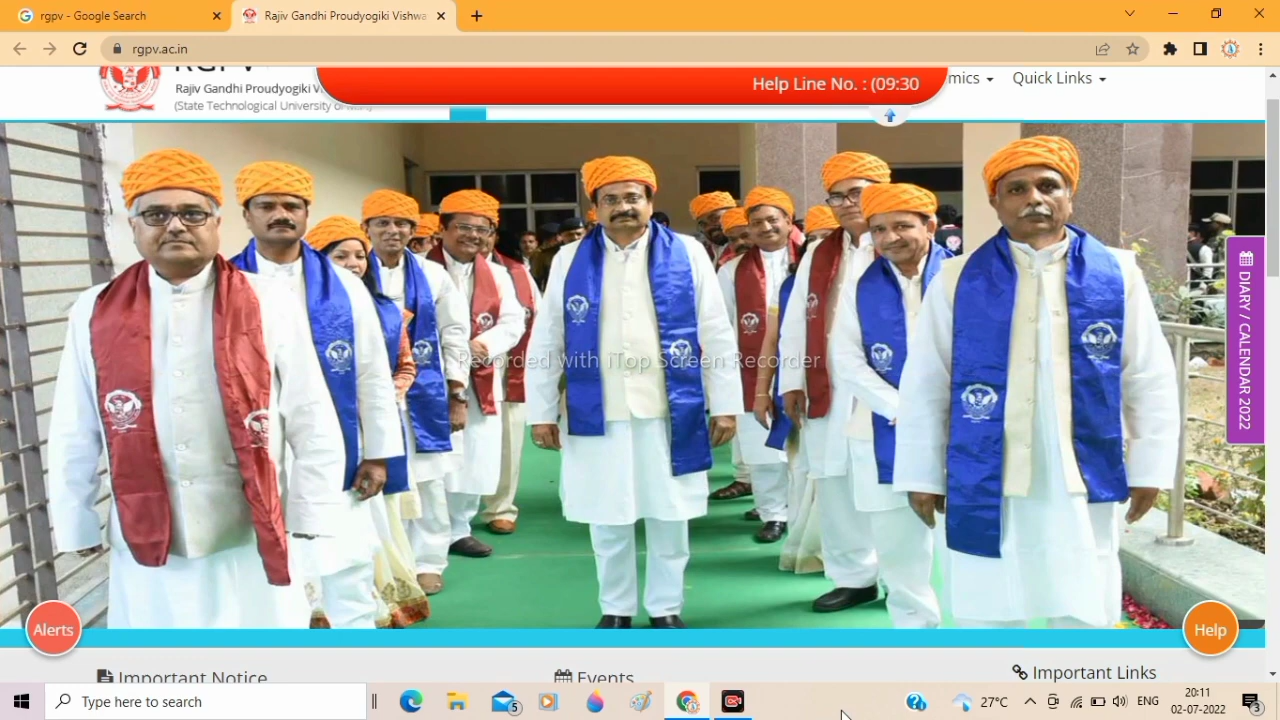 rgpv - Google Search
Rajiv Gandhi Proudyogiki Vishwa
rgpv.ac.in
Rajiv Gandhi Proudyogiki
(State Technological University of
Help Line No. : (09:30
mics
Quick Links
DIARY / CALENDAR 2022
Recorded with iTop Screen Recorder
Alerts
Help
Important Notice
Events
Important Links
Type here to search
5
27°C
ENG
20:11
02-07-2022
3